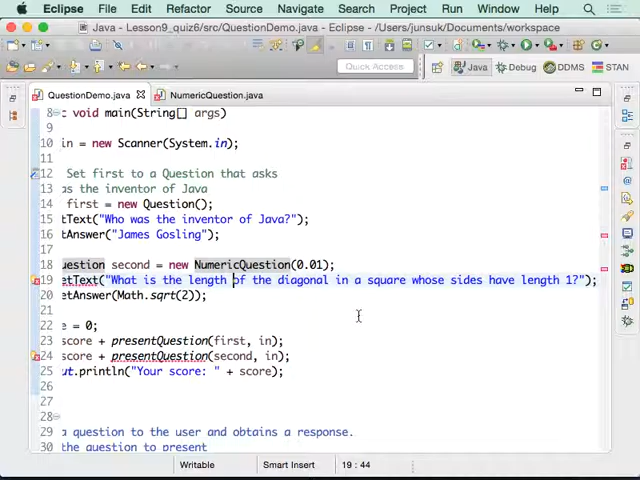 Eclipse File Edit Refactor Source Navigate Search Project Run Window Help
Java - Lesson9_quiz6/src/QuestionDemo.java - Eclipse - /Users/junsuk/Documents/workspace
Quick Access Java Debug DDMS STAN
QuestionDemo.java NumericQuestion.java
8 c void main(String[] args)
9
10 in = new Scanner(System.in);
11
12 Set first to a Question that asks
13 as the inventor of Java
14 first = new Question();
15 tText("Who was the inventor of Java?");
16 tAnswer("James Gosling");
17
18 uestion second = new NumericQuestion(0.01);
19 etText("What is the length of the diagonal in a square whose sides have length 1?");
20 etAnswer(Math.sqrt(2));
21
22 e = 0;
23 score + presentQuestion(first, in);
24 score + presentQuestion(second, in);
25 ut.println("Your score: " + score);
26
27
28
29 a question to the user and obtains a response.
30 the question to present
Writable Smart Insert 19 : 44